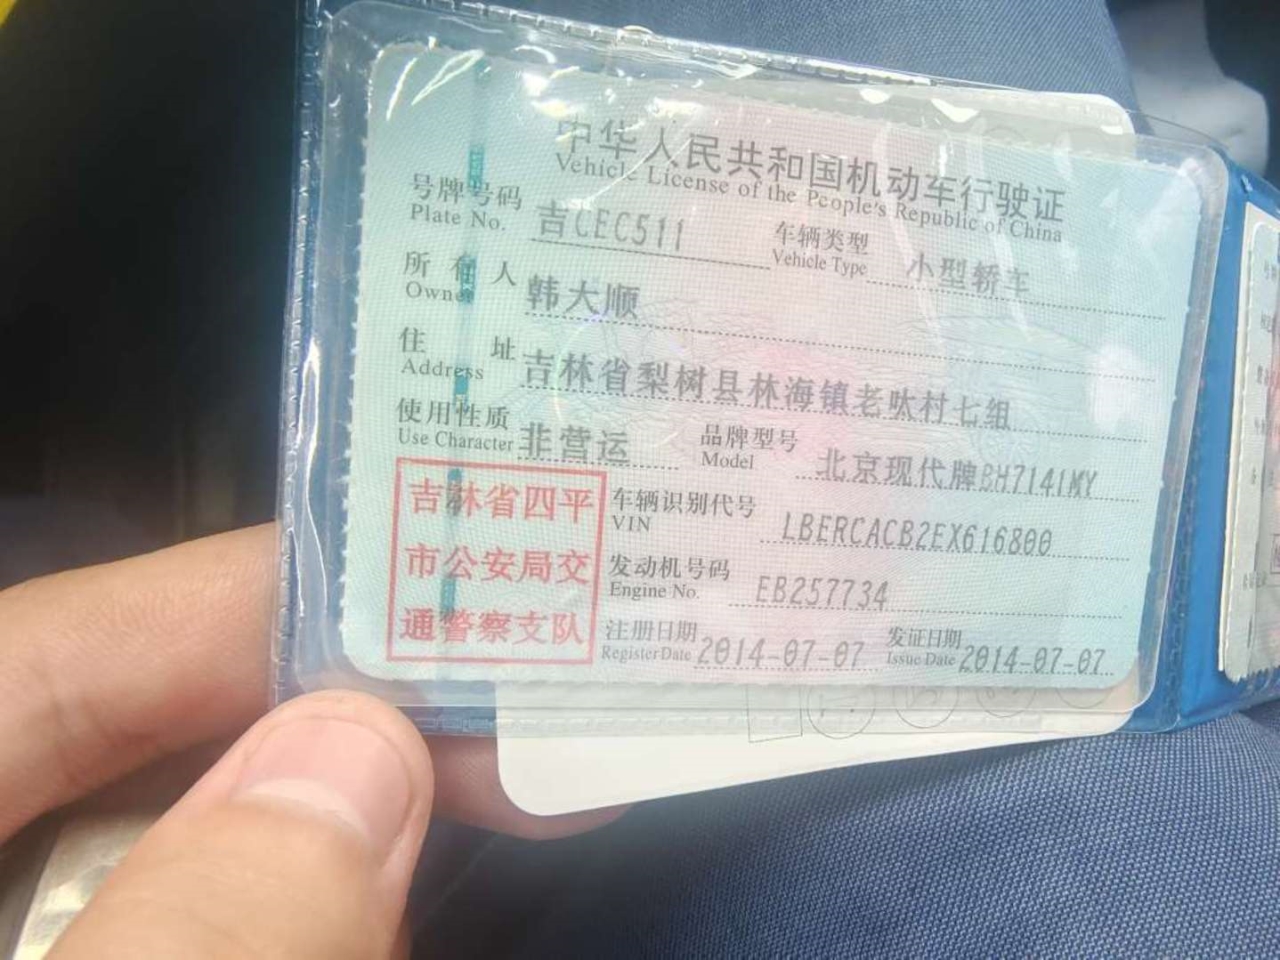 中华人民共和国机动车行驶证
Vehicle License of the People's Republic of China
号牌号码 吉CEC511 车辆类型 小型轿车
Plate No. Vehicle Type
所有人 韩大顺
Owner
住址 吉林省梨树县林海镇老呔村七组
Address
使用性质 非营运 品牌型号 北京现代牌BH7141MY
Use Character Model
吉林省四平
市公安局交
通警察支队
车辆识别代号 LBERCACB2EX616800
VIN
发动机号码 EB257734
Engine No.
注册日期 2014-07-07 发证日期 2014-07-07
Register Date Issue Date